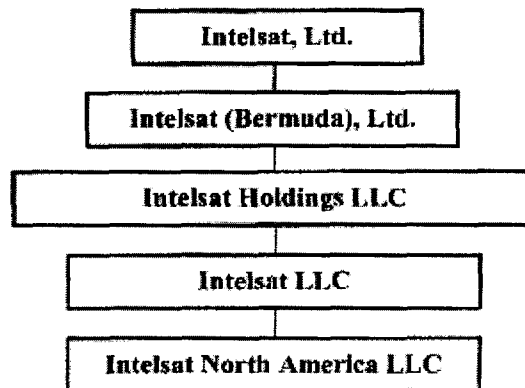 Intelsat, Ltd.
Intelsat (Bermuda), Ltd.
Intelsat Holdings LLC
Intelsat LLC
Intelsat North America LLC